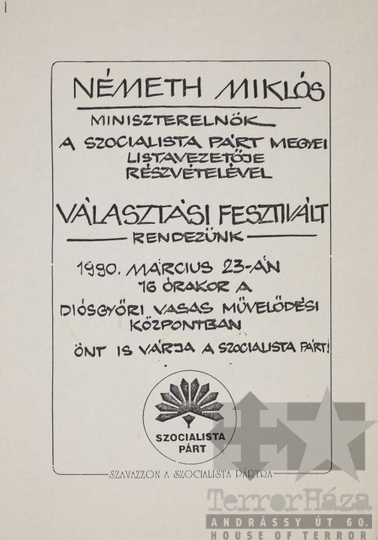 NÉMETH MIKLÓS
MINISZTERELNÖK
A SZOCIALISTA PÁRT MEGYEI
LISTAVEZETŐJE
RÉSZVÉTELÉVEL
VÁLASZTÁSI FESZTIVÁLT
RENDEZÜNK
1990. MÁRCIUS 23-ÁN
16 ÓRAKOR A
DIÓSGYŐRI VASAS MŰVELŐDÉSI
KÖZPONTBAN
ÖNT IS VÁRJA A SZOCIALISTA PÁRT!
SZOCIALISTA
PÁRT
SZAVAZZON A SZOCIALISTA PÁRTRA
TerrorHáza
ANDRÁSSY ÚT 60.
HOUSE OF TERROR